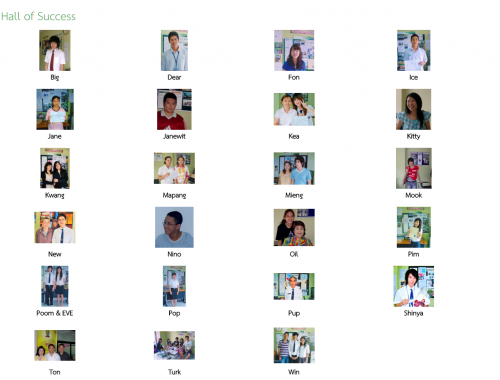 Hall of Success
Big Dear Fon Ice
Jane Janewit Kea Kitty
Kwang Mapang Mieng Mook
New Nino Oil Pim
Poom & EVE Pop Pup Shinya
Ton Turk Win